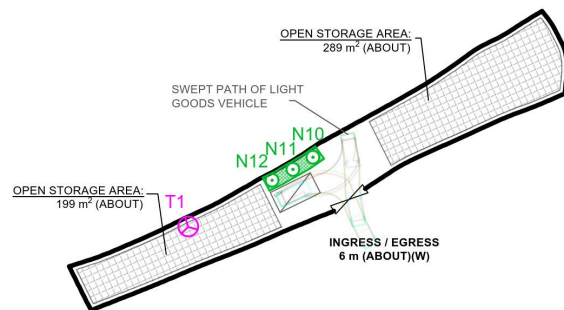 OPEN STORAGE AREA:
289 m² (ABOUT)
SWEPT PATH OF LIGHT
GOODS VEHICLE
N10
N11
N12
OPEN STORAGE AREA:
199 m² (ABOUT)
T1
INGRESS / EGRESS
6 m (ABOUT)(W)